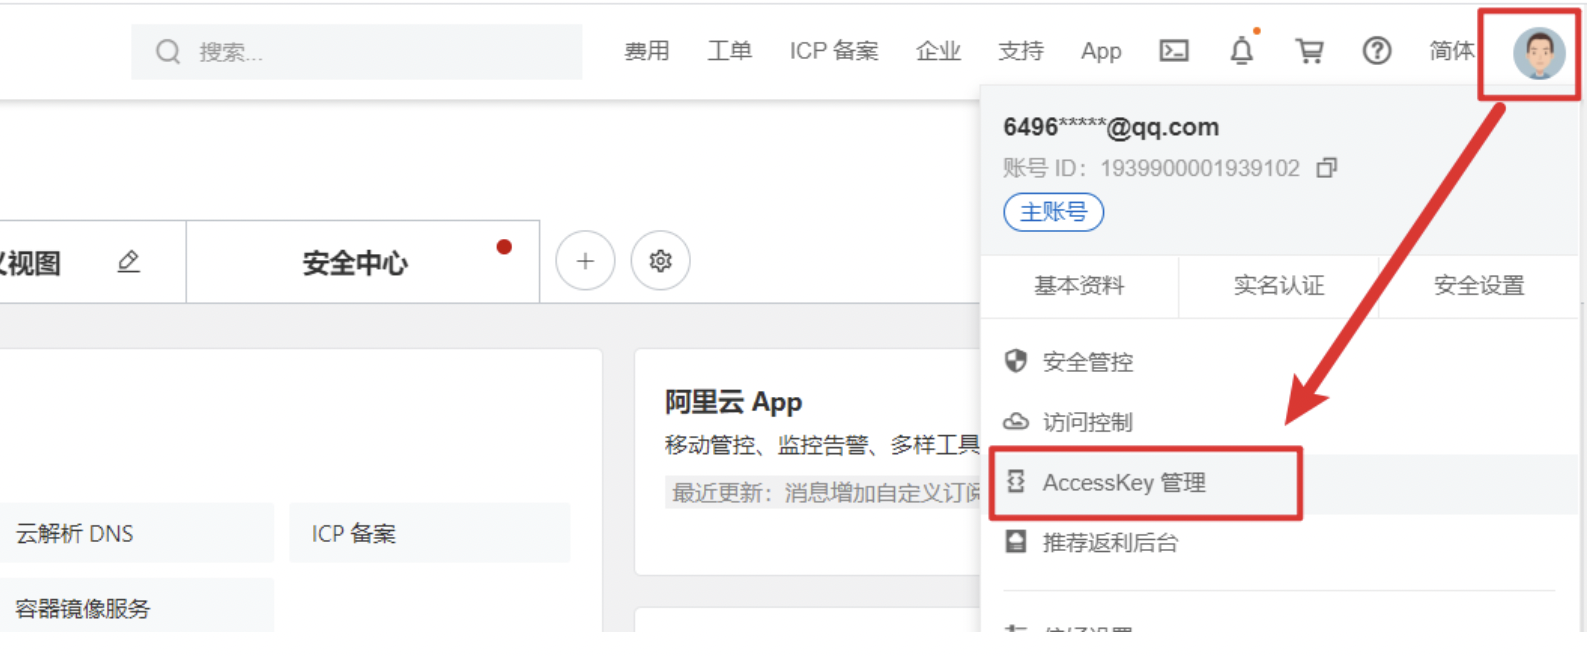 搜索...
费用
工单
ICP 备案
企业
支持
App
简体
6496*****@qq.com
账号 ID：1939900001939102
主账号
视图
安全中心
基本资料
实名认证
安全设置
安全管控
阿里云 App
访问控制
移动管控、监控告警、多样工具
AccessKey 管理
最近更新：消息增加自定义订阅
云解析 DNS
ICP 备案
推荐返利后台
容器镜像服务